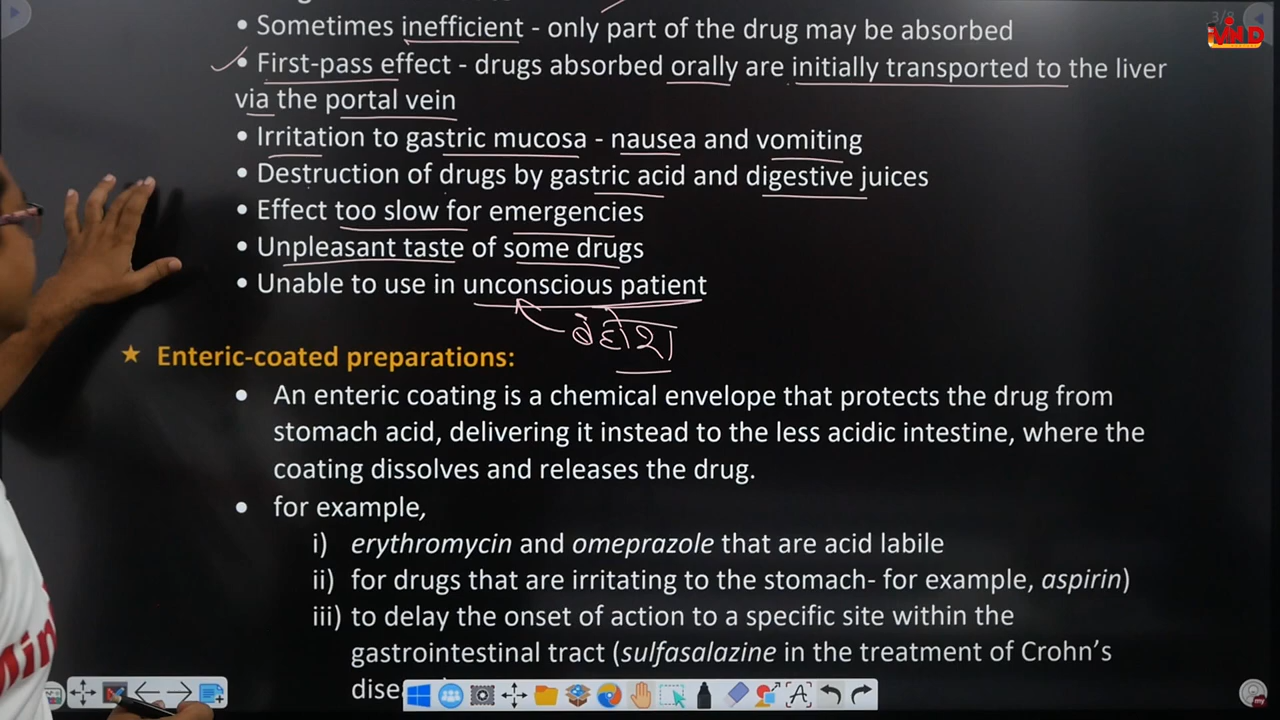 3/8
MIND
• Sometimes inefficient - only part of the drug may be absorbed
• First-pass effect - drugs absorbed orally are initially transported to the liver
via the portal vein
• Irritation to gastric mucosa - nausea and vomiting
• Destruction of drugs by gastric acid and digestive juices
• Effect too slow for emergencies
• Unpleasant taste of some drugs
• Unable to use in unconscious patient
बेहोश
★ Enteric-coated preparations:
• An enteric coating is a chemical envelope that protects the drug from
stomach acid, delivering it instead to the less acidic intestine, where the
coating dissolves and releases the drug.
• for example,
i) erythromycin and omeprazole that are acid labile
ii) for drugs that are irritating to the stomach- for example, aspirin)
iii) to delay the onset of action to a specific site within the
gastrointestinal tract (sulfasalazine in the treatment of Crohn’s